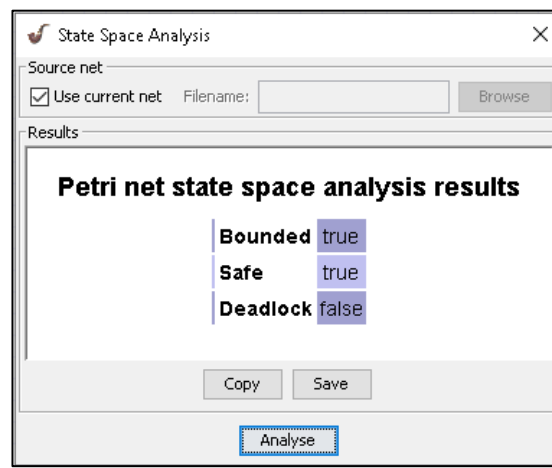 State Space Analysis
Source net
Use current net Filename: Browse
Results
Petri net state space analysis results
Bounded true
Safe true
Deadlock false
Copy Save
Analyse